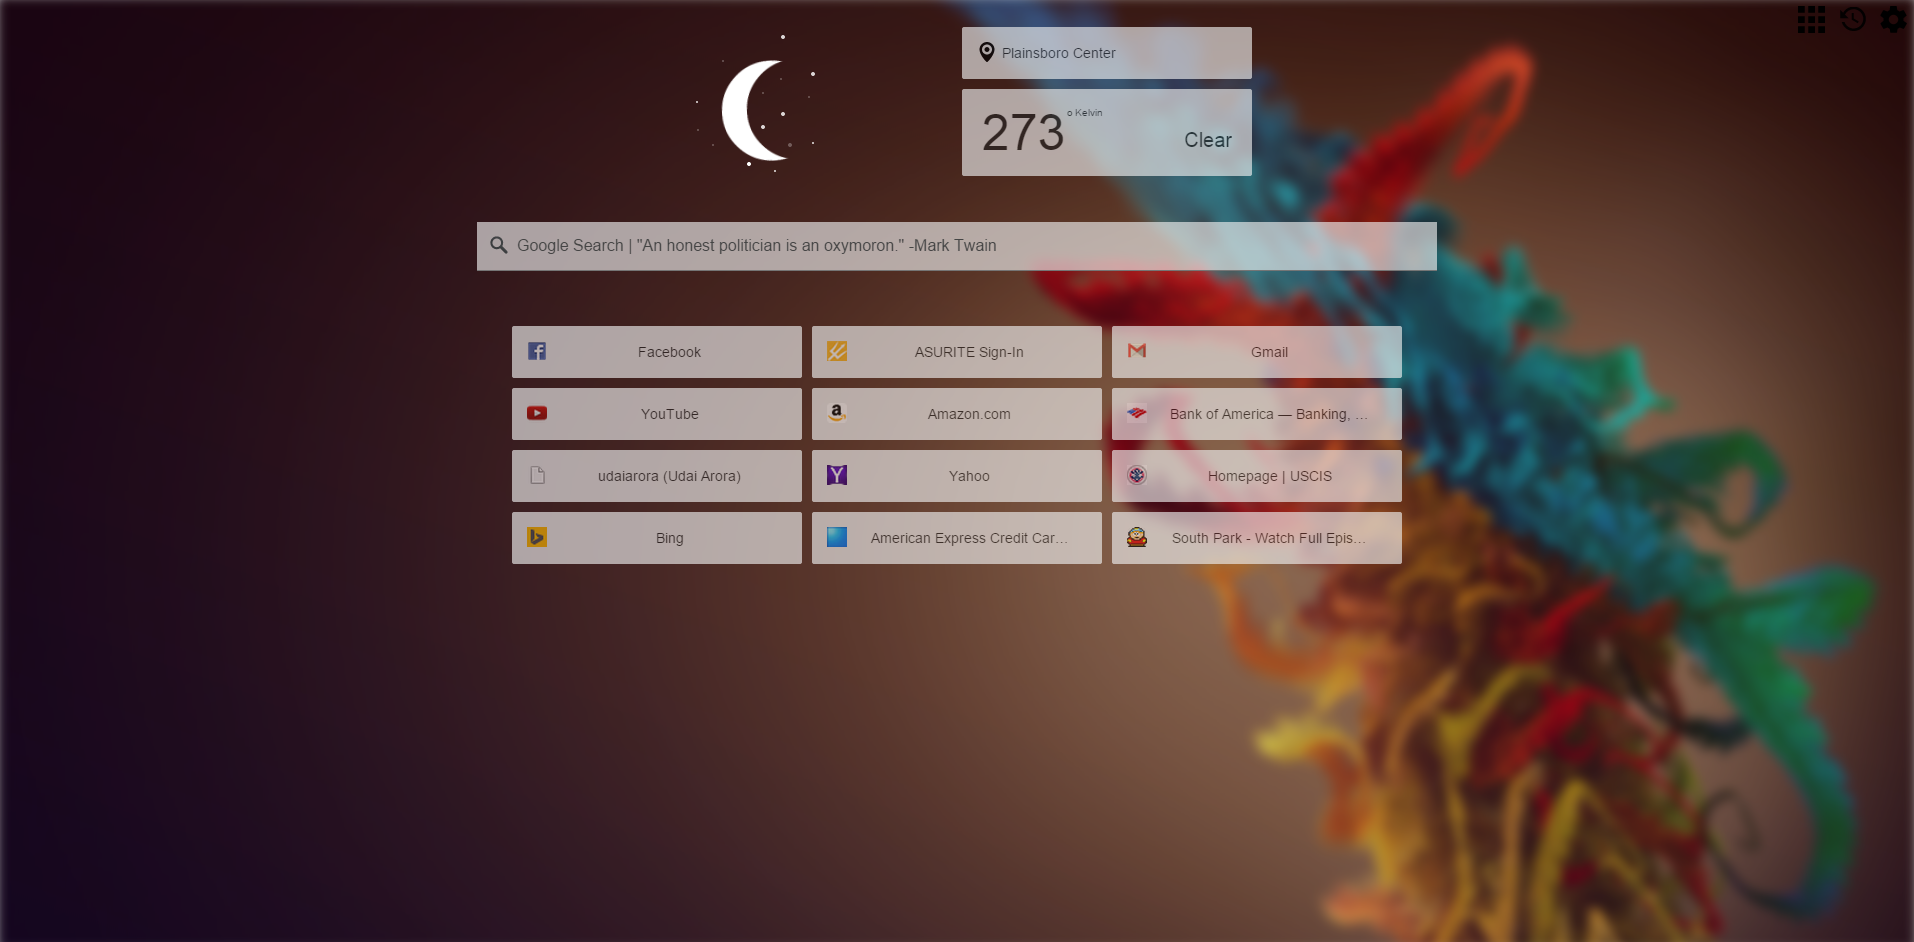 Plainsboro Center
273 o Kelvin
Clear
Google Search | "An honest politician is an oxymoron." -Mark Twain
Facebook
ASURITE Sign-In
Gmail
YouTube
Amazon.com
Bank of America — Banking, ...
udaiarora (Udai Arora)
Yahoo
Homepage | USCIS
Bing
American Express Credit Car...
South Park - Watch Full Epis...